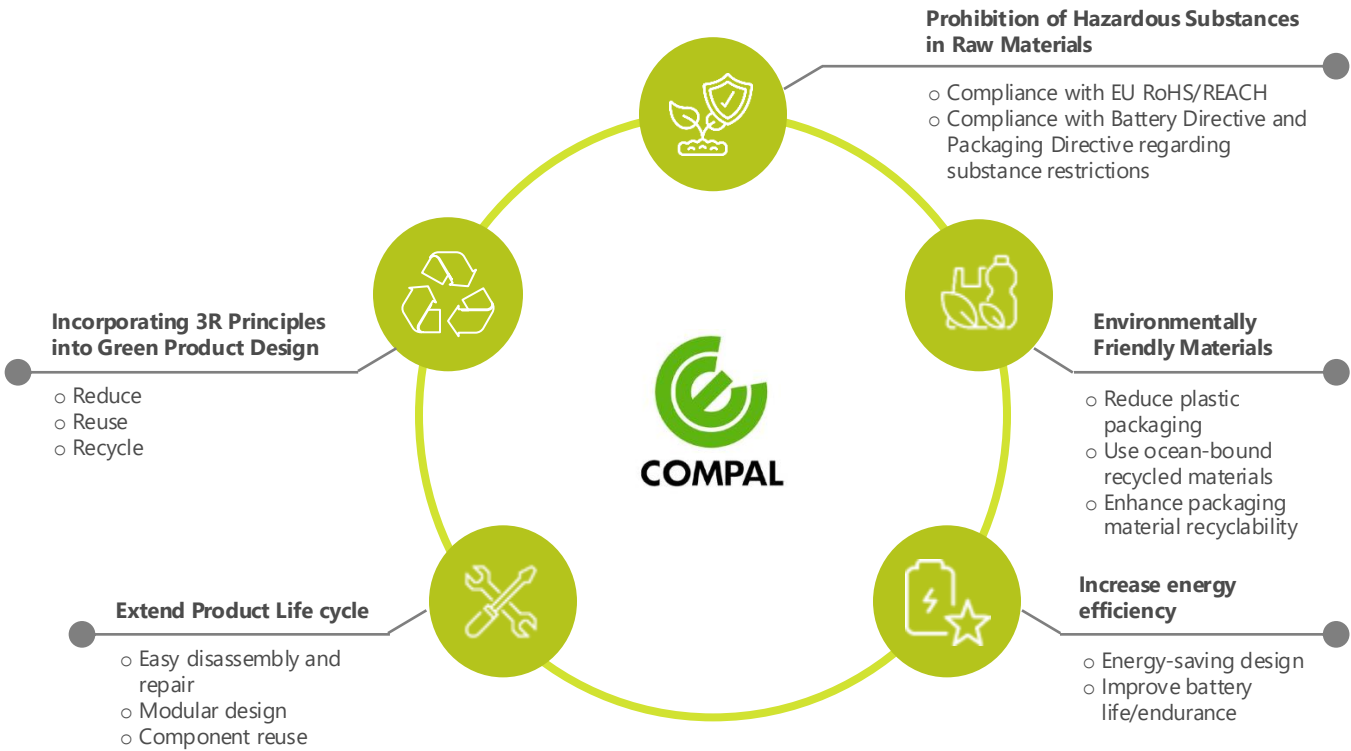 Prohibition of Hazardous Substances
in Raw Materials
o Compliance with EU RoHS/REACH
o Compliance with Battery Directive and
Packaging Directive regarding
substance restrictions
Environmentally
Friendly Materials
o Reduce plastic
packaging
o Use ocean-bound
recycled materials
o Enhance packaging
material recyclability
Increase energy
efficiency
o Energy-saving design
o Improve battery
life/endurance
Extend Product Life cycle
o Easy disassembly and
repair
o Modular design
o Component reuse
Incorporating 3R Principles
into Green Product Design
o Reduce
o Reuse
o Recycle
COMPAL